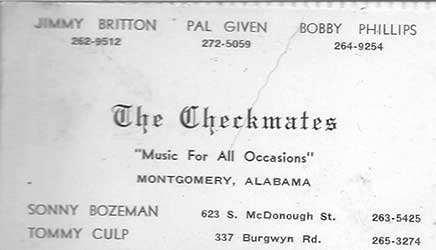 JIMMY BRITTON PAL GIVEN BOBBY PHILLIPS
262-9512 272-5059 264-9254
The Checkmates
"Music For All Occasions"
MONTGOMERY, ALABAMA
SONNY BOZEMAN 623 S. McDonough St. 263-5425
TOMMY CULP 337 Burgwyn Rd. 265-3274